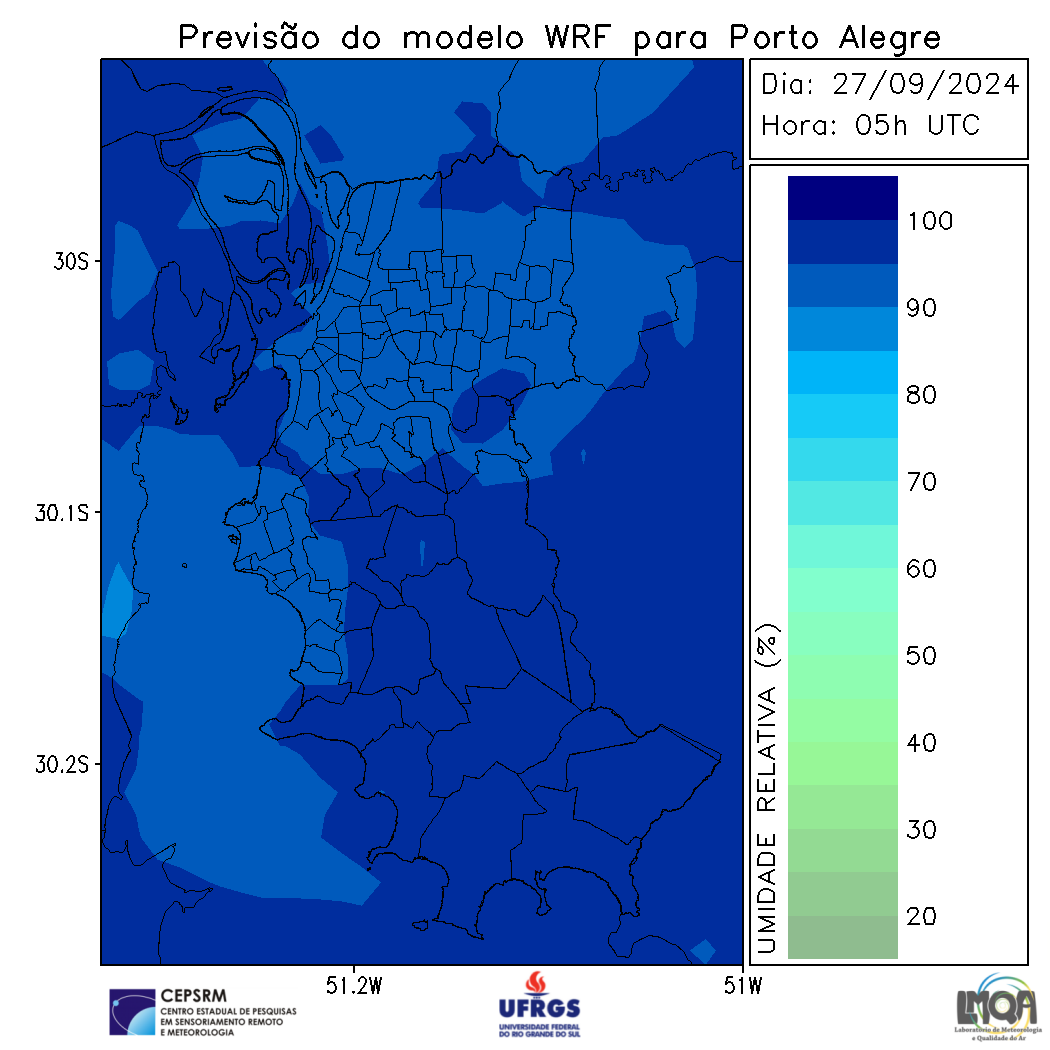 Previsão do modelo WRF para Porto Alegre
Dia: 27/09/2024
Hora: 05h UTC
30S
30.1S
30.2S
51.2W
51W
UMIDADE RELATIVA (%)
100
90
80
70
60
50
40
30
20
CEPSRM
CENTRO ESTADUAL DE PESQUISAS
EM SENSORIAMENTO REMOTO
E METEOROLOGIA
UFRGS
UNIVERSIDADE FEDERAL
DO RIO GRANDE DO SUL
LMQA
Laboratório de Meteorologia
e Qualidade do Ar